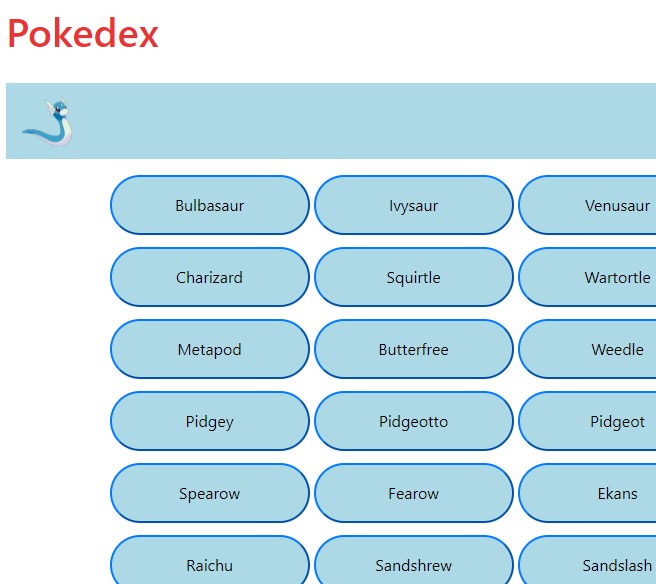 Pokedex
Bulbasaur Ivysaur Venusaur
Charizard Squirtle Wartortle
Metapod Butterfree Weedle
Pidgey Pidgeotto Pidgeot
Spearow Fearow Ekans
Raichu Sandshrew Sandslash